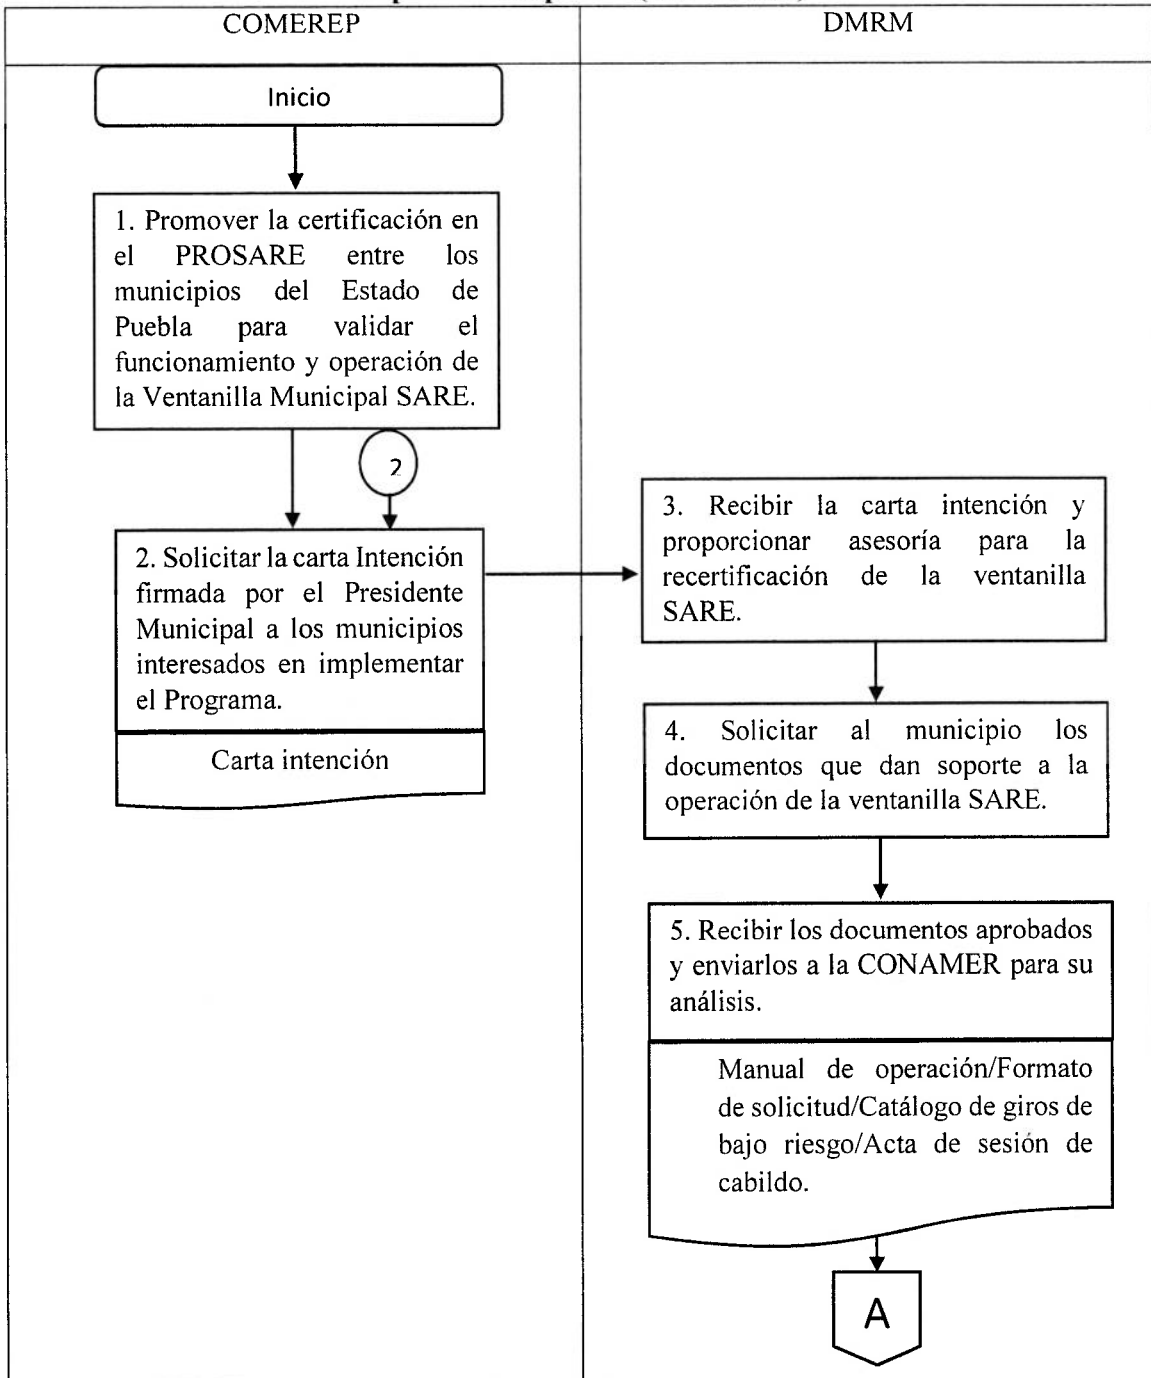 COMEREP
DMRM
Inicio
1. Promover la certificación en
el PROSARE entre los
municipios del Estado de
Puebla para validar el
funcionamiento y operación de
la Ventanilla Municipal SARE.
2
2. Solicitar la carta Intención
firmada por el Presidente
Municipal a los municipios
interesados en implementar
el Programa.
Carta intención
3. Recibir la carta intención y
proporcionar asesoría para la
recertificación de la ventanilla
SARE.
4. Solicitar al municipio los
documentos que dan soporte a la
operación de la ventanilla SARE.
5. Recibir los documentos aprobados
y enviarlos a la CONAMER para su
análisis.
Manual de operación/Formato
de solicitud/Catálogo de giros de
bajo riesgo/Acta de sesión de
cabildo.
A